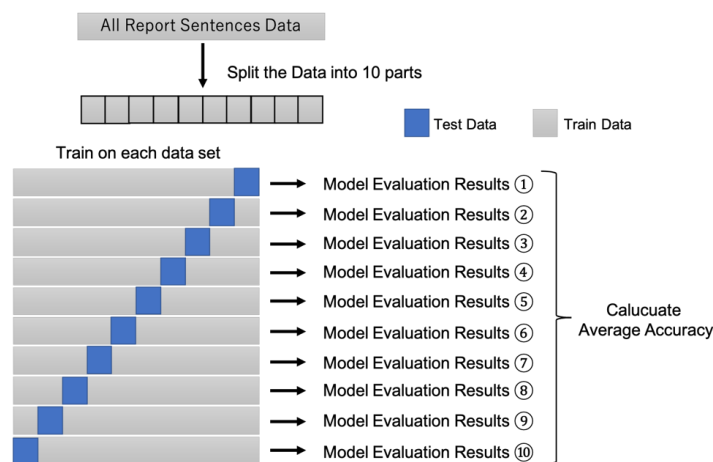 All Report Sentences Data
Split the Data into 10 parts
Test Data
Train Data
Train on each data set
Model Evaluation Results ①
Model Evaluation Results ②
Model Evaluation Results ③
Model Evaluation Results ④
Model Evaluation Results ⑤
Model Evaluation Results ⑥
Model Evaluation Results ⑦
Model Evaluation Results ⑧
Model Evaluation Results ⑨
Model Evaluation Results ⑩
Calucuate
Average Accuracy